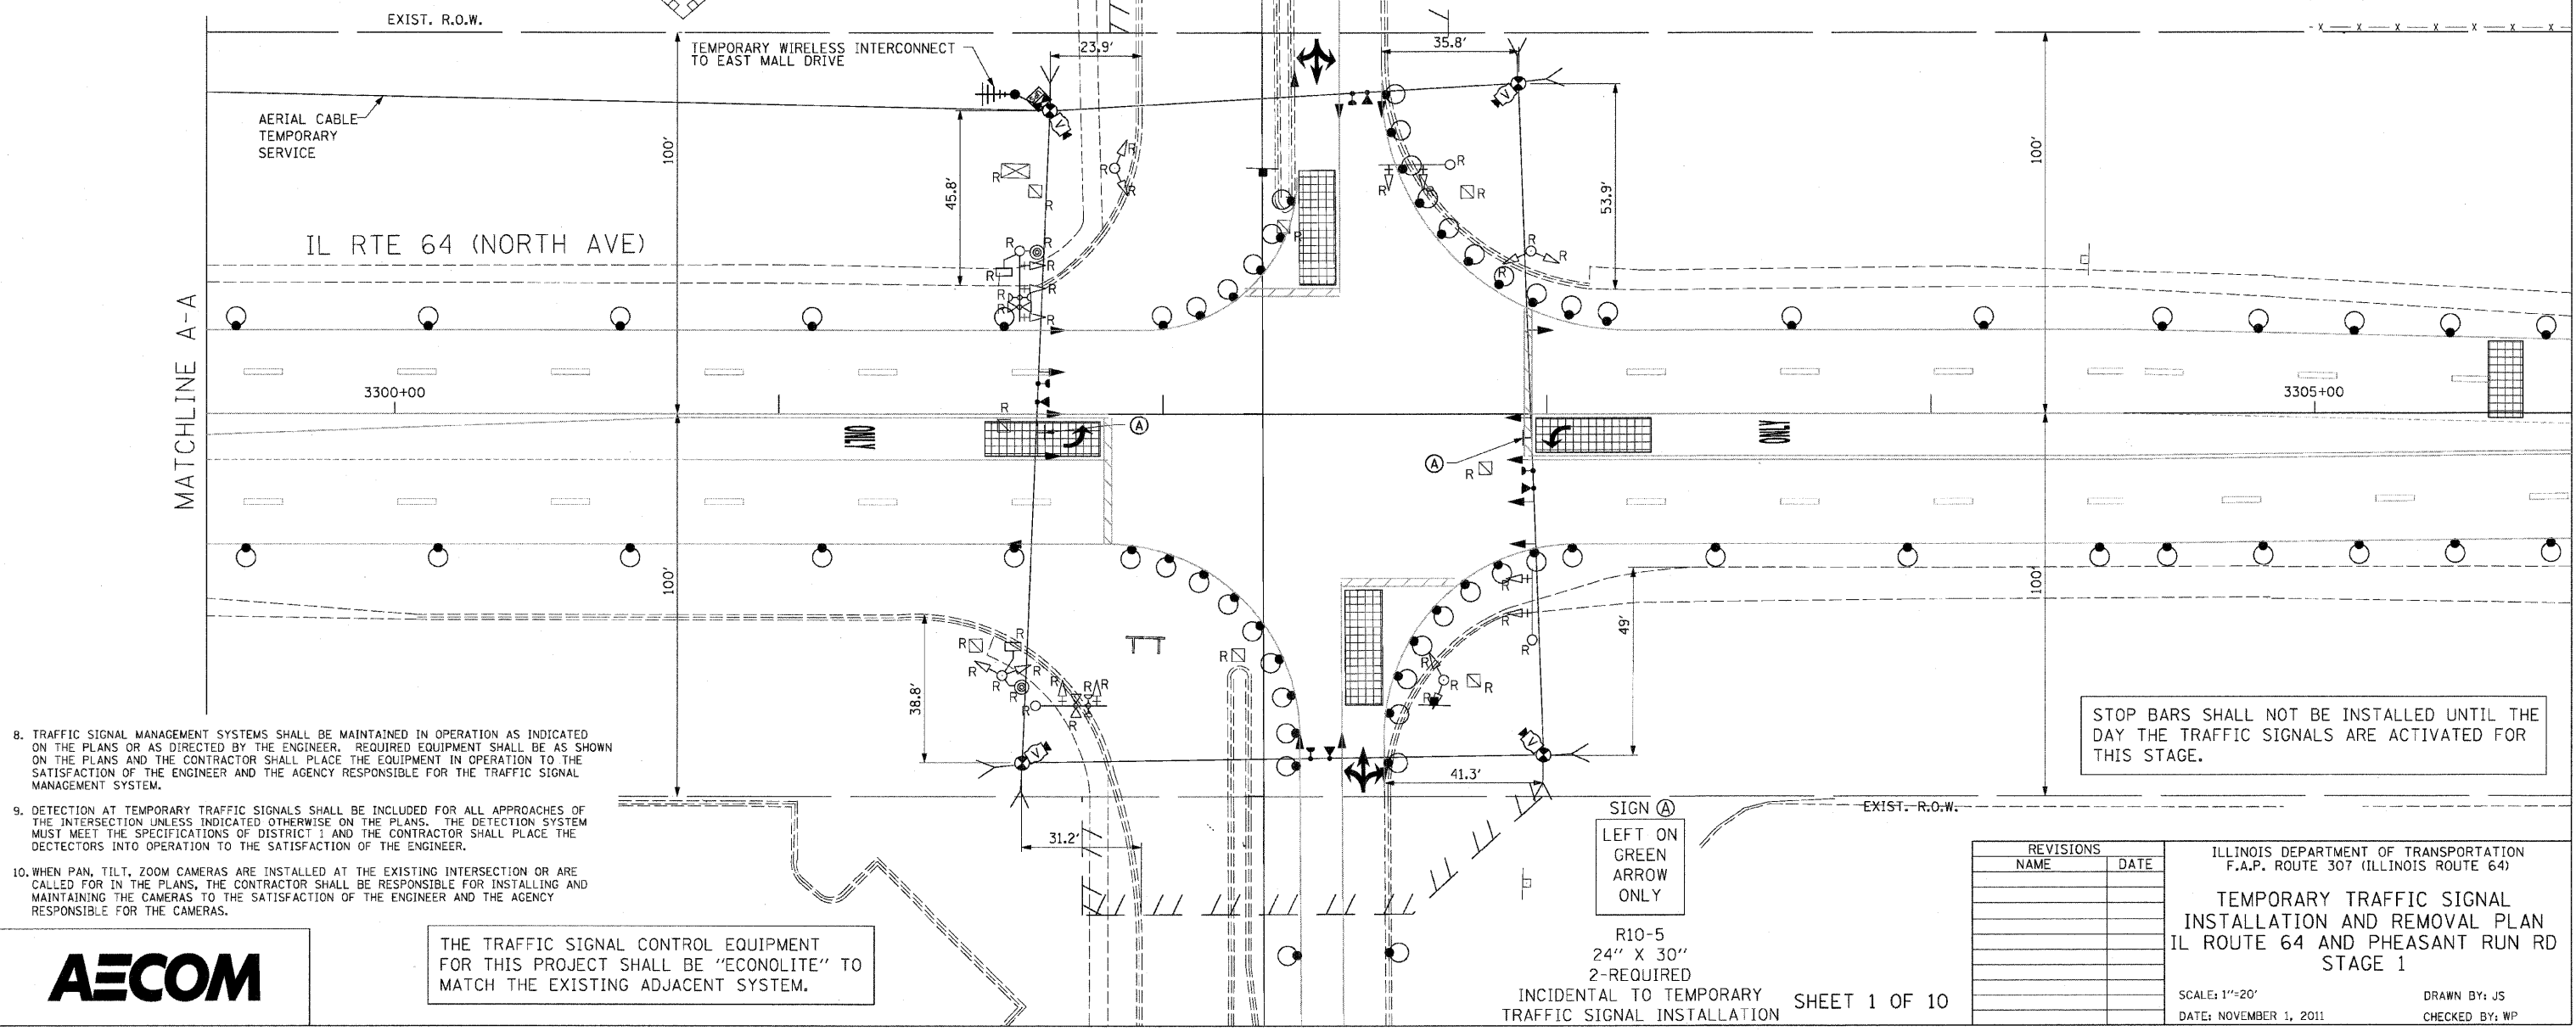 EXIST. R.O.W.
TEMPORARY WIRELESS INTERCONNECT
TO EAST MALL DRIVE
23.9'
35.8'
AERIAL CABLE
TEMPORARY
SERVICE
100'
45.8'
53.9'
100'
IL RTE 64 (NORTH AVE)
MATCHLINE A-A
3300+00
3305+00
ONLY
A
ONLY
A
100'
100'
38.8'
49'
31.2'
41.3'
R
V
8. TRAFFIC SIGNAL MANAGEMENT SYSTEMS SHALL BE MAINTAINED IN OPERATION AS INDICATED
ON THE PLANS OR AS DIRECTED BY THE ENGINEER. REQUIRED EQUIPMENT SHALL BE AS SHOWN
ON THE PLANS AND THE CONTRACTOR SHALL PLACE THE EQUIPMENT IN OPERATION TO THE
SATISFACTION OF THE ENGINEER AND THE AGENCY RESPONSIBLE FOR THE TRAFFIC SIGNAL
MANAGEMENT SYSTEM.
9. DETECTION AT TEMPORARY TRAFFIC SIGNALS SHALL BE INCLUDED FOR ALL APPROACHES OF
THE INTERSECTION UNLESS INDICATED OTHERWISE ON THE PLANS. THE DETECTION SYSTEM
MUST MEET THE SPECIFICATIONS OF DISTRICT 1 AND THE CONTRACTOR SHALL PLACE THE
DECTECTORS INTO OPERATION TO THE SATISFACTION OF THE ENGINEER.
10. WHEN PAN, TILT, ZOOM CAMERAS ARE INSTALLED AT THE EXISTING INTERSECTION OR ARE
CALLED FOR IN THE PLANS, THE CONTRACTOR SHALL BE RESPONSIBLE FOR INSTALLING AND
MAINTAINING THE CAMERAS TO THE SATISFACTION OF THE ENGINEER AND THE AGENCY
RESPONSIBLE FOR THE CAMERAS.
AECOM
THE TRAFFIC SIGNAL CONTROL EQUIPMENT
FOR THIS PROJECT SHALL BE "ECONOLITE" TO
MATCH THE EXISTING ADJACENT SYSTEM.
STOP BARS SHALL NOT BE INSTALLED UNTIL THE
DAY THE TRAFFIC SIGNALS ARE ACTIVATED FOR
THIS STAGE.
EXIST. R.O.W.
SIGN A
LEFT ON
GREEN
ARROW
ONLY
R10-5
24" X 30"
2-REQUIRED
INCIDENTAL TO TEMPORARY
TRAFFIC SIGNAL INSTALLATION
SHEET 1 OF 10
REVISIONS
NAME DATE
ILLINOIS DEPARTMENT OF TRANSPORTATION
F.A.P. ROUTE 307 (ILLINOIS ROUTE 64)
TEMPORARY TRAFFIC SIGNAL
INSTALLATION AND REMOVAL PLAN
IL ROUTE 64 AND PHEASANT RUN RD
STAGE 1
SCALE: 1"=20'
DRAWN BY: JS
DATE: NOVEMBER 1, 2011
CHECKED BY: WP